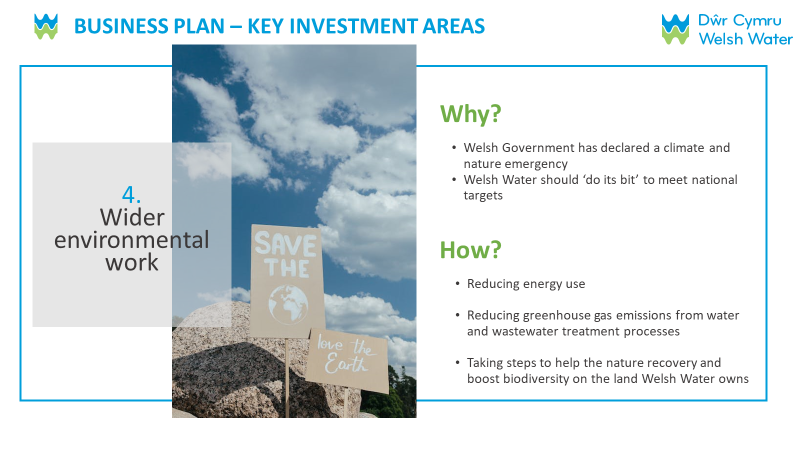 BUSINESS PLAN – KEY INVESTMENT AREAS
Dŵr Cymru
Welsh Water
4.
Wider
environmental
work
SAVE
THE
love the
Earth
Why?
• Welsh Government has declared a climate and
nature emergency
• Welsh Water should ‘do its bit’ to meet national
targets
How?
• Reducing energy use
• Reducing greenhouse gas emissions from water
and wastewater treatment processes
• Taking steps to help the nature recovery and
boost biodiversity on the land Welsh Water owns